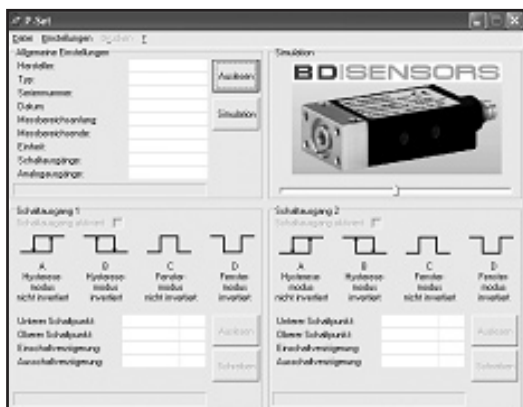 P-Set
Datei Einstellungen Drucken ?
Allgemeine Einstellungen
Hersteller:
Typ:
Seriennummer:
Datum:
Messbereichsanfang:
Messbereichsende:
Einheit:
Schaltausgänge:
Analogausgänge:
Auslesen
Simulation
Simulation
BD|SENSORS
Schaltausgang 1
Schaltausgang aktiviert
A
Hysterese-
modus
nicht invertiert
B
Hysterese-
modus
invertiert
C
Fenster-
modus
nicht invertiert
D
Fenster-
modus
invertiert
Unterer Schaltpunkt:
Oberer Schaltpunkt:
Einschaltverzögerung:
Ausschaltverzögerung:
Auslesen
Schreiben
Schaltausgang 2
Schaltausgang aktiviert
A
Hysterese-
modus
nicht invertiert
B
Hysterese-
modus
invertiert
C
Fenster-
modus
nicht invertiert
D
Fenster-
modus
invertiert
Unterer Schaltpunkt:
Oberer Schaltpunkt:
Einschaltverzögerung:
Ausschaltverzögerung:
Auslesen
Schreiben